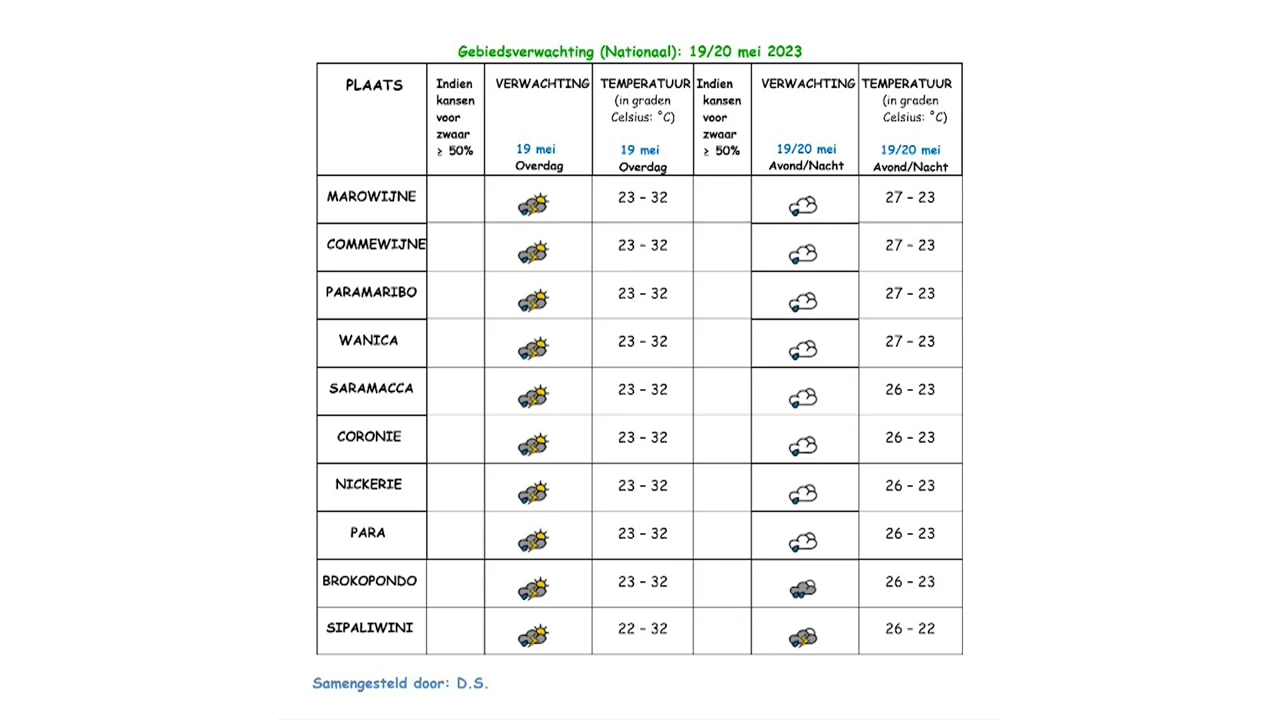 Gebiedsverwachting (Nationaal): 19/20 mei 2023
PLAATS Indien kansen voor zwaar ≥ 50% VERWACHTING 19 mei Overdag TEMPERATUUR (in graden Celsius: °C) 19 mei Overdag Indien kansen voor zwaar ≥ 50% VERWACHTING 19/20 mei Avond/Nacht TEMPERATUUR (in graden Celsius: °C) 19/20 mei Avond/Nacht
MAROWIJNE 23 - 32 27 - 23
COMMEWIJNE 23 - 32 27 - 23
PARAMARIBO 23 - 32 27 - 23
WANICA 23 - 32 27 - 23
SARAMACCA 23 - 32 26 - 23
CORONIE 23 - 32 26 - 23
NICKERIE 23 - 32 26 - 23
PARA 23 - 32 26 - 23
BROKOPONDO 23 - 32 26 - 23
SIPALIWINI 22 - 32 26 - 22
Samengesteld door: D.S.